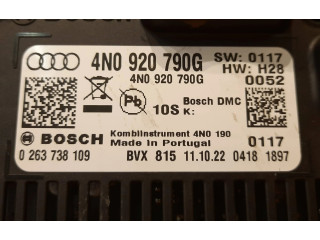 4N0 920 790G SW: 0117
4N0 920 790G HW: H28
0052
Pb
10S Bosch DMC
K:
BOSCH Kombiinstrument 4N0 190
Made In Portugal 0117
0 263 738 109 BVX 815 11.10.22 0418 1897